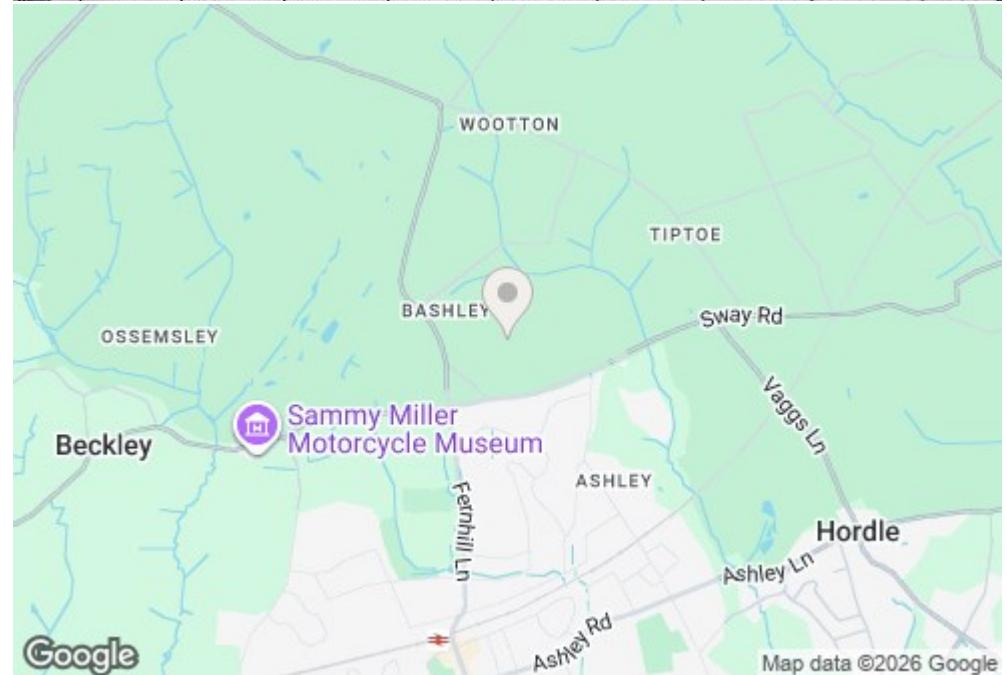 WOOTTON
TIPTOE
BASHLEY
Sway Rd
OSSEMSLEY
Vaggs Ln
Sammy Miller
Motorcycle Museum
Beckley
ASHLEY
Fernhill Ln
Hordle
Ashley Ln
Ashley Rd
Google
Map data ©2026 Google